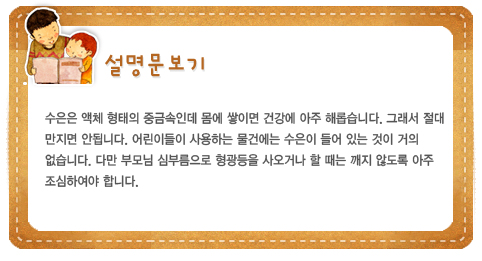 설명문보기
수은은 액체 형태의 중금속인데 몸에 쌓이면 건강에 아주 해롭습니다. 그래서 절대
만지면 안됩니다. 어린이들이 사용하는 물건에는 수은이 들어 있는 것이 거의
없습니다. 다만 부모님 심부름으로 형광등을 사오거나 할 때는 깨지 않도록 아주
조심하여야 합니다.